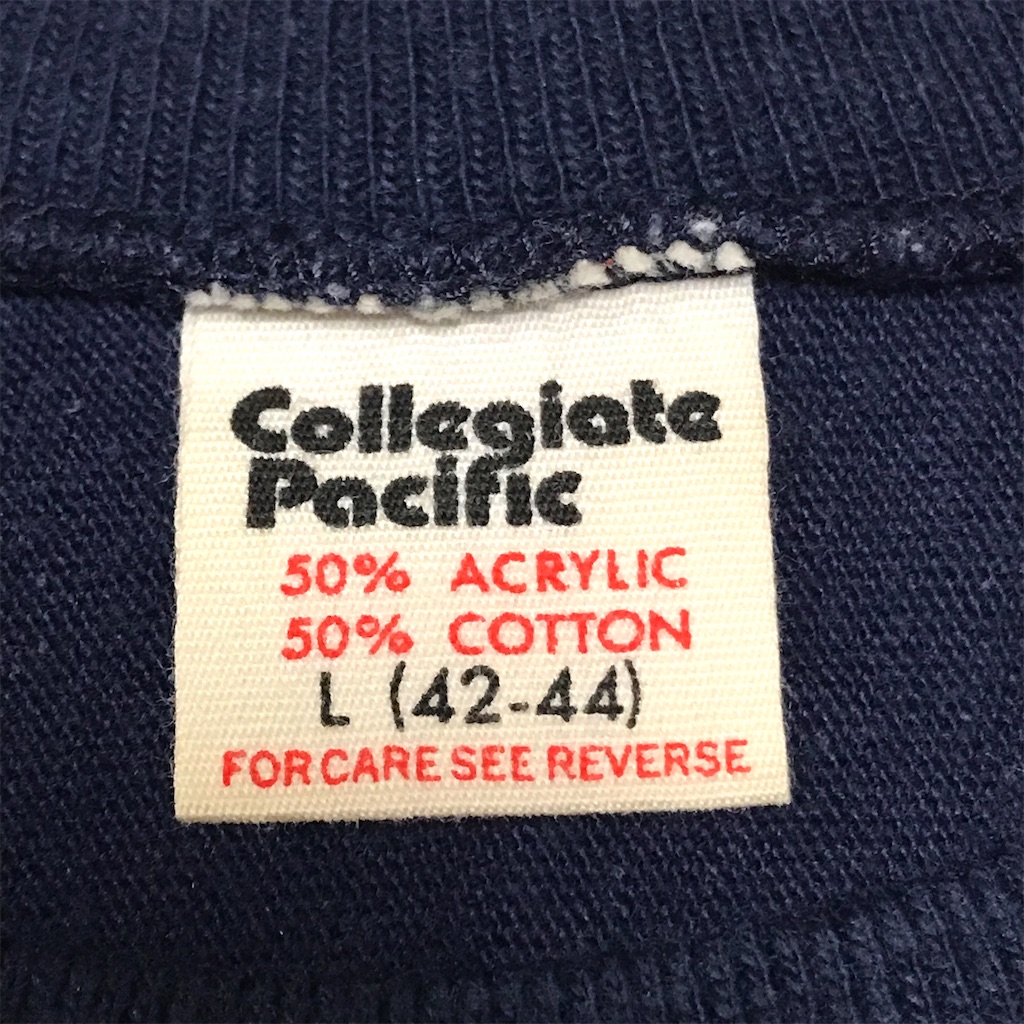 Collegiate
Pacific
50% ACRYLIC
50% COTTON
L (42-44)
FOR CARE SEE REVERSE